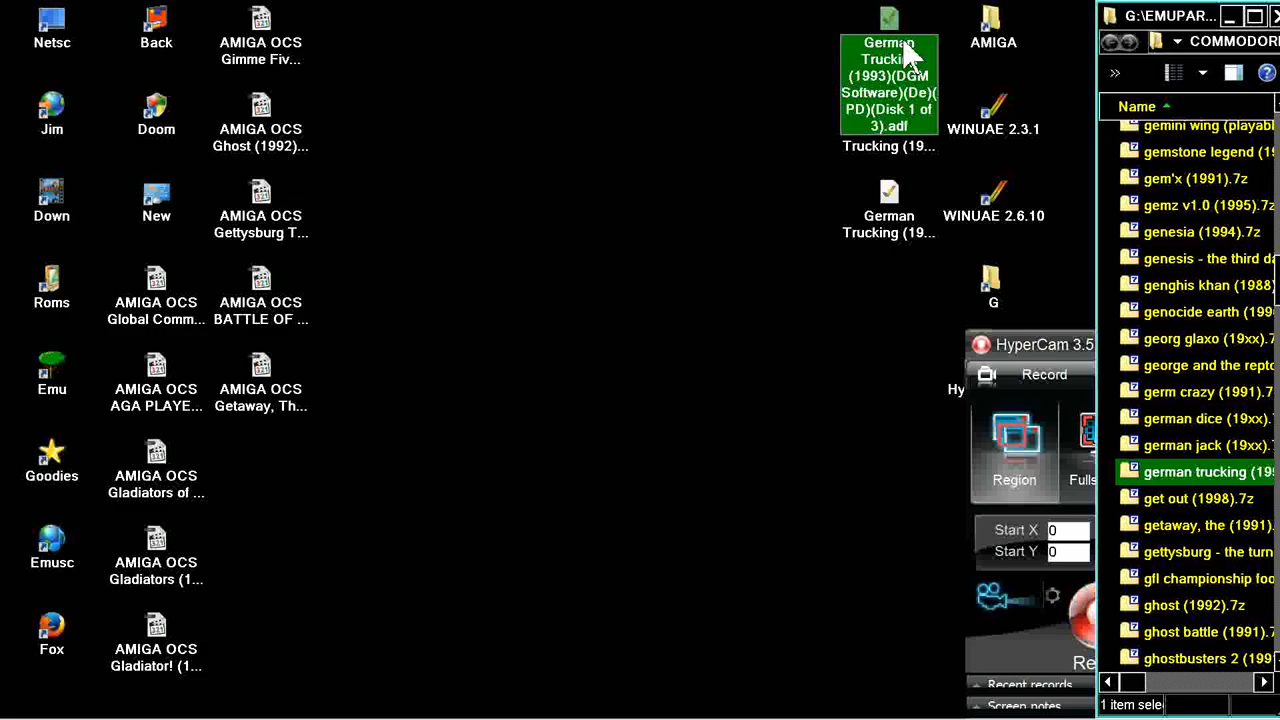 Netsc
Back
AMIGA OCS
Gimme Fiv...
Jim
Doom
AMIGA OCS
Ghost (1992)...
Down
New
AMIGA OCS
Gettysburg T...
Roms
AMIGA OCS
Global Comm...
AMIGA OCS
BATTLE OF ...
Emu
AMIGA OCS
AGA PLAYE...
AMIGA OCS
Getaway, Th...
Goodies
AMIGA OCS
Gladiators of ...
Emusc
AMIGA OCS
Gladiators (1...
Fox
AMIGA OCS
Gladiator! (1...
German
Trucking
(1993)(DGM
Software)(De)(
PD)(Disk 1 of
3).adf
Trucking (19...
German
Trucking (19...
AMIGA
WINUAE 2.3.1
WINUAE 2.6.10
G
Hy
HyperCam 3.5
Record
Region
Fulls
Start X 0
Start Y 0
Re
Recent records
Screen notes
G:\EMUPAR...
COMMODOR
»
Name
gemini wing (playabl
gemstone legend (19
gem'x (1991).7z
gemz v1.0 (1995).7z
genesia (1994).7z
genesis - the third da
genghis khan (1988)
genocide earth (199
georg glaxo (19xx).7
george and the repto
germ crazy (1991).7
german dice (19xx).
german jack (19xx).
german trucking (199
get out (1998).7z
getaway, the (1991).
gettysburg - the turn
gfl championship foo
ghost (1992).7z
ghost battle (1991).7
ghostbusters 2 (199
1 item selec